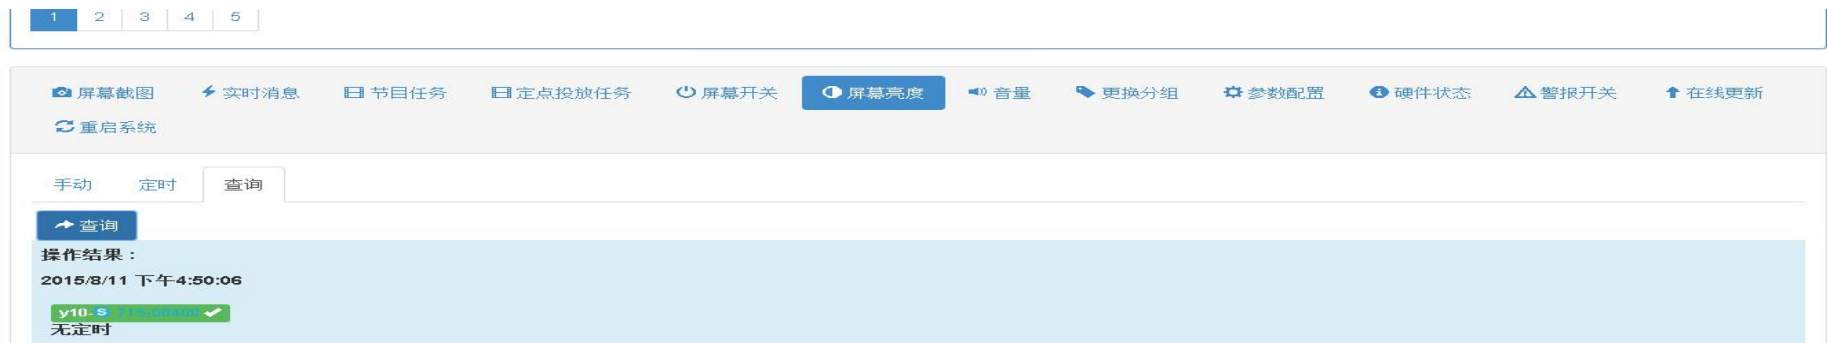 1 2 3 4 5
屏幕截图 实时消息 节目任务 定点投放任务 屏幕开关 屏幕亮度 音量 更换分组 参数配置 硬件状态 警报开关 在线更新
重启系统
手动 定时 查询
查询
操作结果：
2015/8/11 下午4:50:06
y10-S
无定时